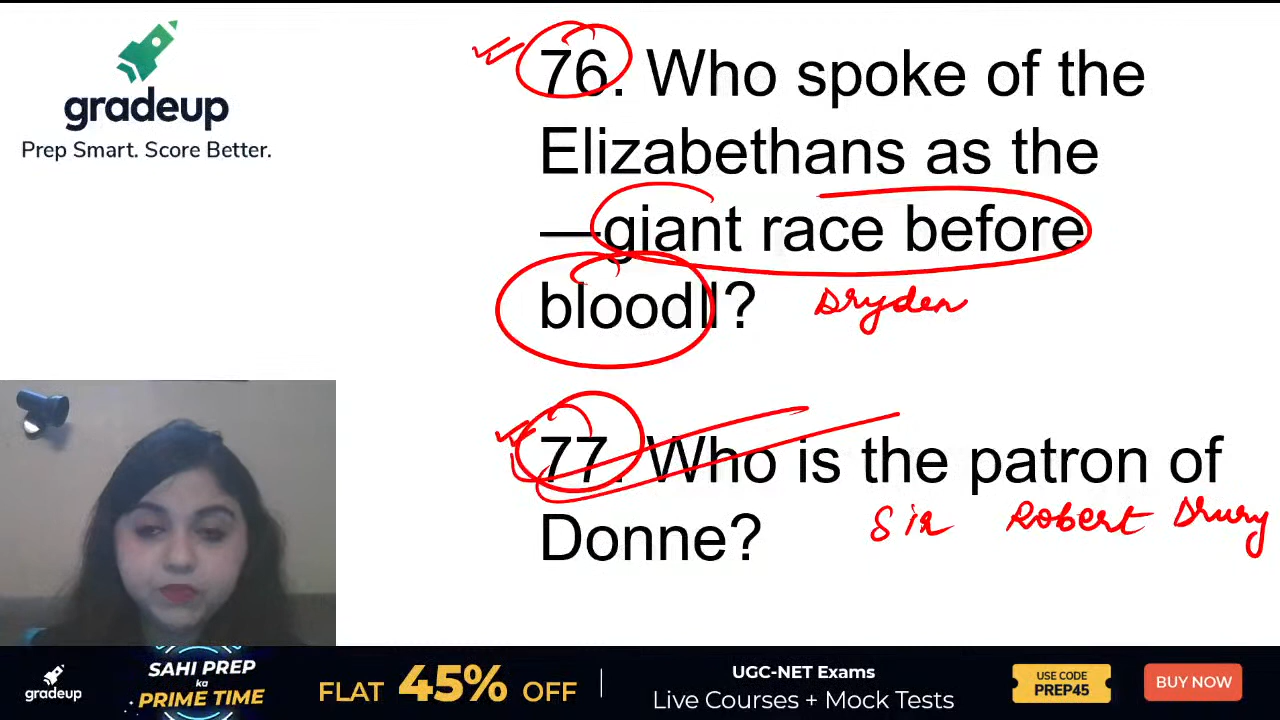 gradeup
Prep Smart. Score Better.
76. Who spoke of the
Elizabethans as the
―giant race before
bloodǁ?
Dryden
77. Who is the patron of
Donne?
Sir Robert Drury
gradeup
SAHI PREP
ka
PRIME TIME
FLAT 45% OFF
UGC-NET Exams
Live Courses + Mock Tests
USE CODE
PREP45
BUY NOW